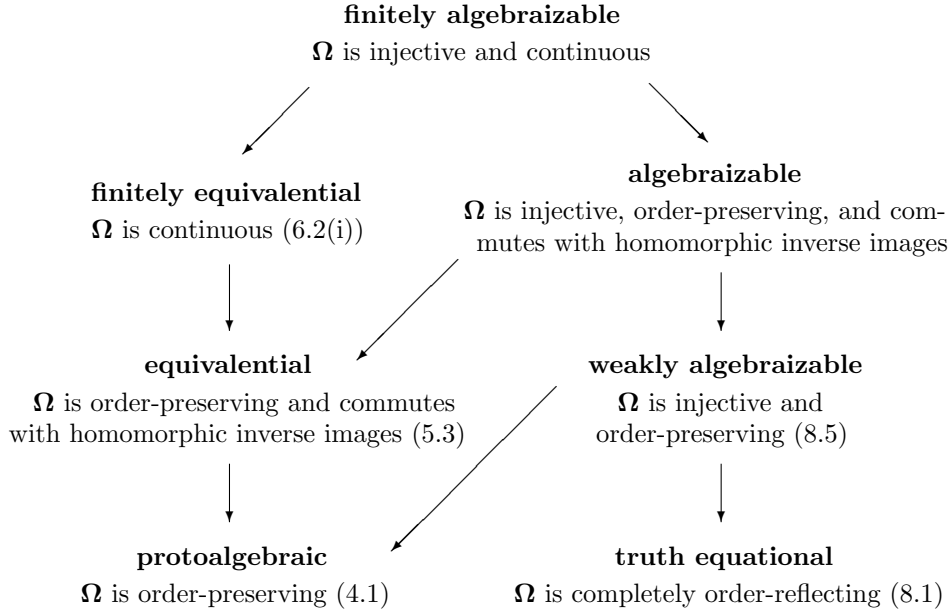 finitely algebraizable
Ω is injective and continuous
finitely equivalential
Ω is continuous (6.2(i))
algebraizable
Ω is injective, order-preserving, and com-
mutes with homomorphic inverse images
equivalential
Ω is order-preserving and commutes
with homomorphic inverse images (5.3)
weakly algebraizable
Ω is injective and
order-preserving (8.5)
protoalgebraic
Ω is order-preserving (4.1)
truth equational
Ω is completely order-reflecting (8.1)